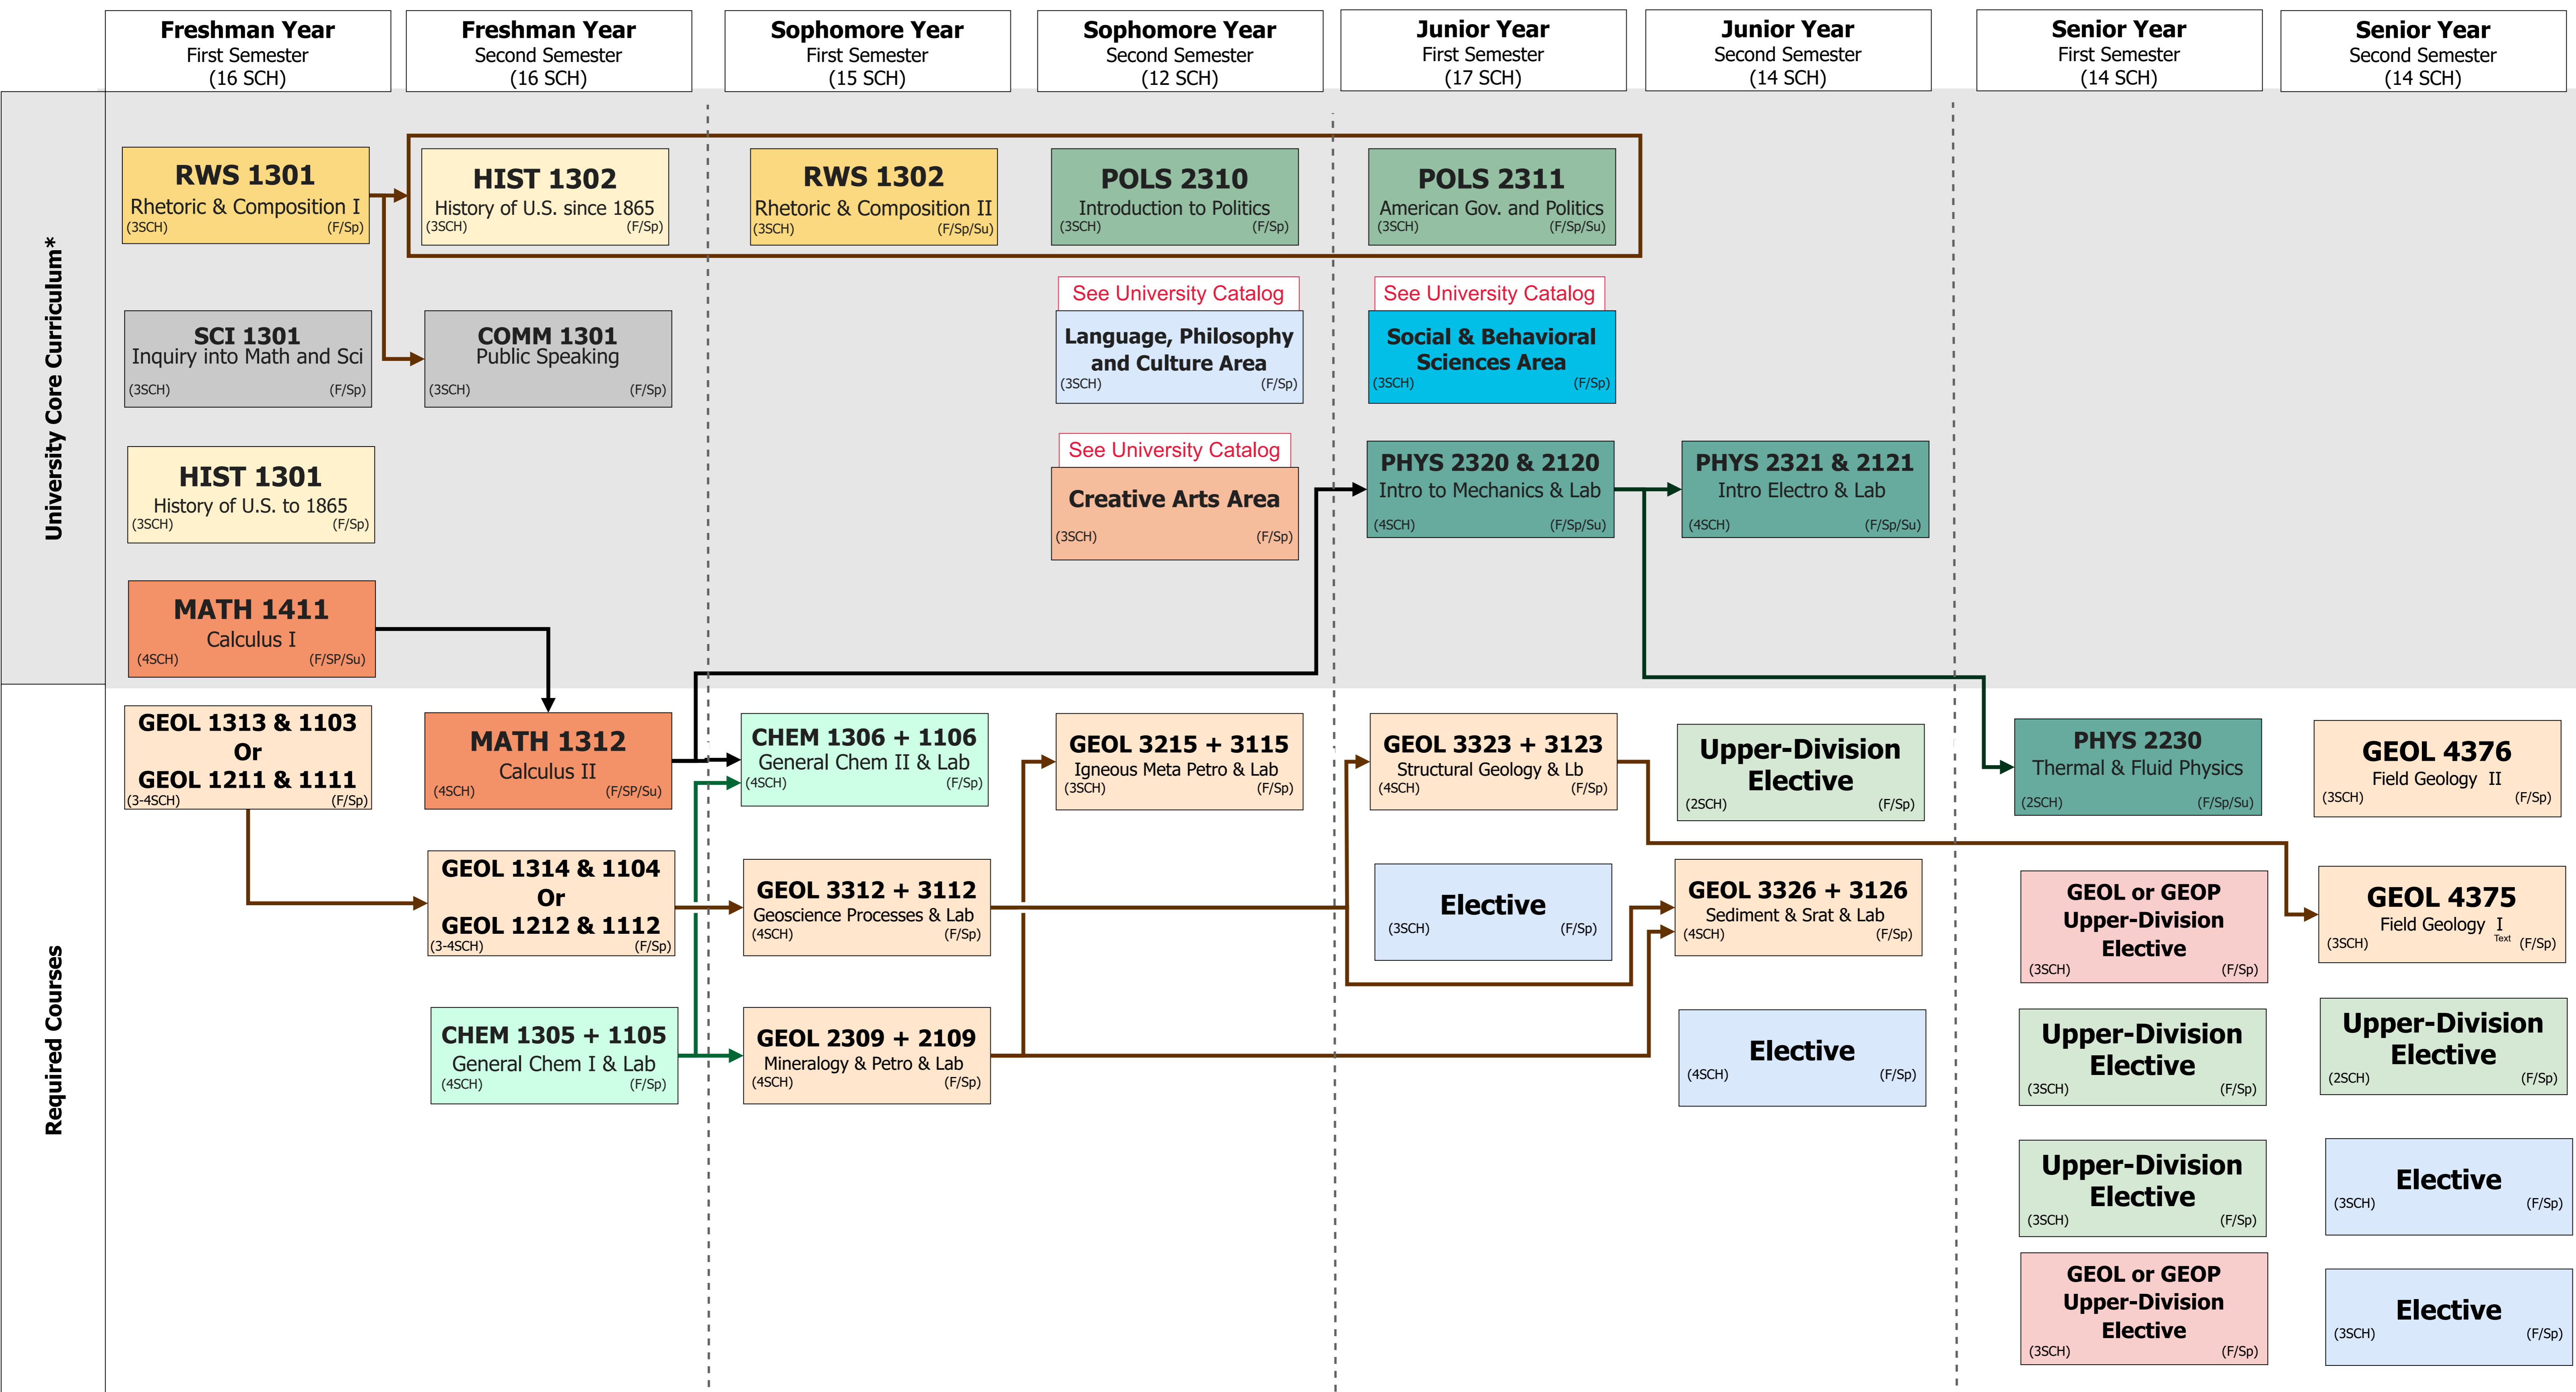 Freshman Year
First Semester
(16 SCH)
Freshman Year
Second Semester
(16 SCH)
Sophomore Year
First Semester
(15 SCH)
Sophomore Year
Second Semester
(12 SCH)
Junior Year
First Semester
(17 SCH)
Junior Year
Second Semester
(14 SCH)
Senior Year
First Semester
(14 SCH)
Senior Year
Second Semester
(14 SCH)
University Core Curriculum*
RWS 1301
Rhetoric & Composition I
(3SCH) (F/Sp)
HIST 1302
History of U.S. since 1865
(3SCH) (F/Sp)
RWS 1302
Rhetoric & Composition II
(3SCH) (F/Sp/Su)
POLS 2310
Introduction to Politics
(3SCH) (F/Sp)
POLS 2311
American Gov. and Politics
(3SCH) (F/Sp/Su)
SCI 1301
Inquiry into Math and Sci
(3SCH) (F/Sp)
COMM 1301
Public Speaking
(3SCH) (F/Sp)
See University Catalog
Language, Philosophy
and Culture Area
(3SCH) (F/Sp)
See University Catalog
Social & Behavioral
Sciences Area
(3SCH) (F/Sp)
HIST 1301
History of U.S. to 1865
(3SCH) (F/Sp)
See University Catalog
Creative Arts Area
(3SCH) (F/Sp)
PHYS 2320 & 2120
Intro to Mechanics & Lab
(4SCH) (F/Sp/Su)
PHYS 2321 & 2121
Intro Electro & Lab
(4SCH) (F/Sp/Su)
MATH 1411
Calculus I
(4SCH) (F/SP/Su)
Required Courses
GEOL 1313 & 1103
Or
GEOL 1211 & 1111
(3-4SCH) (F/Sp)
MATH 1312
Calculus II
(4SCH) (F/SP/Su)
CHEM 1306 + 1106
General Chem II & Lab
(4SCH) (F/Sp)
GEOL 3215 + 3115
Igneous Meta Petro & Lab
(3SCH) (F/Sp)
GEOL 3323 + 3123
Structural Geology & Lb
(4SCH) (F/Sp)
Upper-Division
Elective
(2SCH) (F/Sp)
PHYS 2230
Thermal & Fluid Physics
(2SCH) (F/Sp/Su)
GEOL 4376
Field Geology II
(3SCH) (F/Sp)
GEOL 1314 & 1104
Or
GEOL 1212 & 1112
(3-4SCH) (F/Sp)
GEOL 3312 + 3112
Geoscience Processes & Lab
(4SCH) (F/Sp)
Elective
(3SCH) (F/Sp)
GEOL 3326 + 3126
Sediment & Srat & Lab
(4SCH) (F/Sp)
GEOL or GEOP
Upper-Division
Elective
(3SCH) (F/Sp)
GEOL 4375
Field Geology I
Text
(3SCH) (F/Sp)
CHEM 1305 + 1105
General Chem I & Lab
(4SCH) (F/Sp)
GEOL 2309 + 2109
Mineralogy & Petro & Lab
(4SCH) (F/Sp)
Elective
(4SCH) (F/Sp)
Upper-Division
Elective
(3SCH) (F/Sp)
Upper-Division
Elective
(2SCH) (F/Sp)
Upper-Division
Elective
(3SCH) (F/Sp)
Elective
(3SCH) (F/Sp)
GEOL or GEOP
Upper-Division
Elective
(3SCH) (F/Sp)
Elective
(3SCH) (F/Sp)